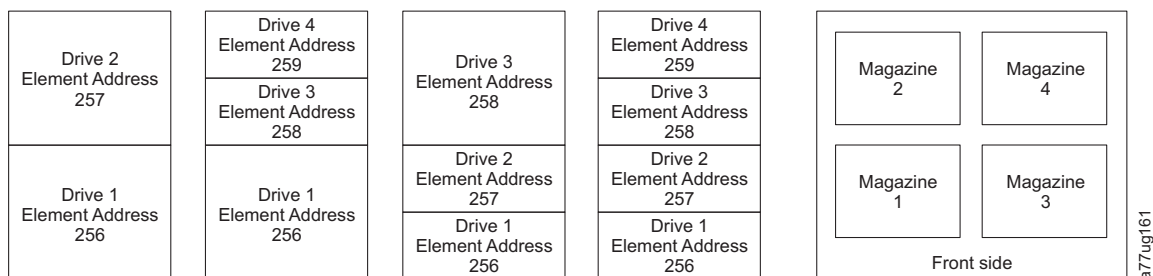 Drive 2
Element Address
257
Drive 1
Element Address
256
Drive 4
Element Address
259
Drive 3
Element Address
258
Drive 1
Element Address
256
Drive 3
Element Address
258
Drive 2
Element Address
257
Drive 1
Element Address
256
Drive 4
Element Address
259
Drive 3
Element Address
258
Drive 2
Element Address
257
Drive 1
Element Address
256
Magazine
2
Magazine
4
Magazine
1
Magazine
3
Front side
a77ug161